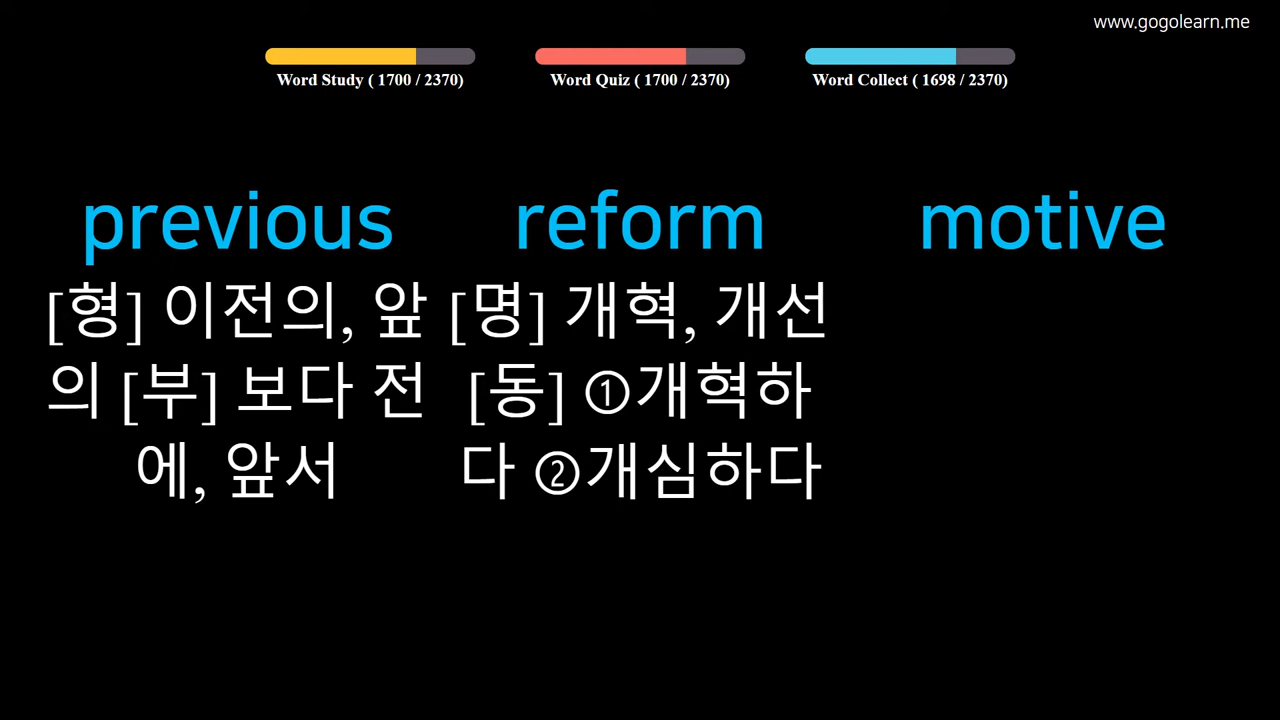 www.gogolearn.me
Word Study ( 1700 / 2370)
Word Quiz ( 1700 / 2370)
Word Collect ( 1698 / 2370)
previous
[형] 이전의, 앞
의 [부] 보다 전
에, 앞서
reform
[명] 개혁, 개선
[동] ①개혁하
다 ②개심하다
motive